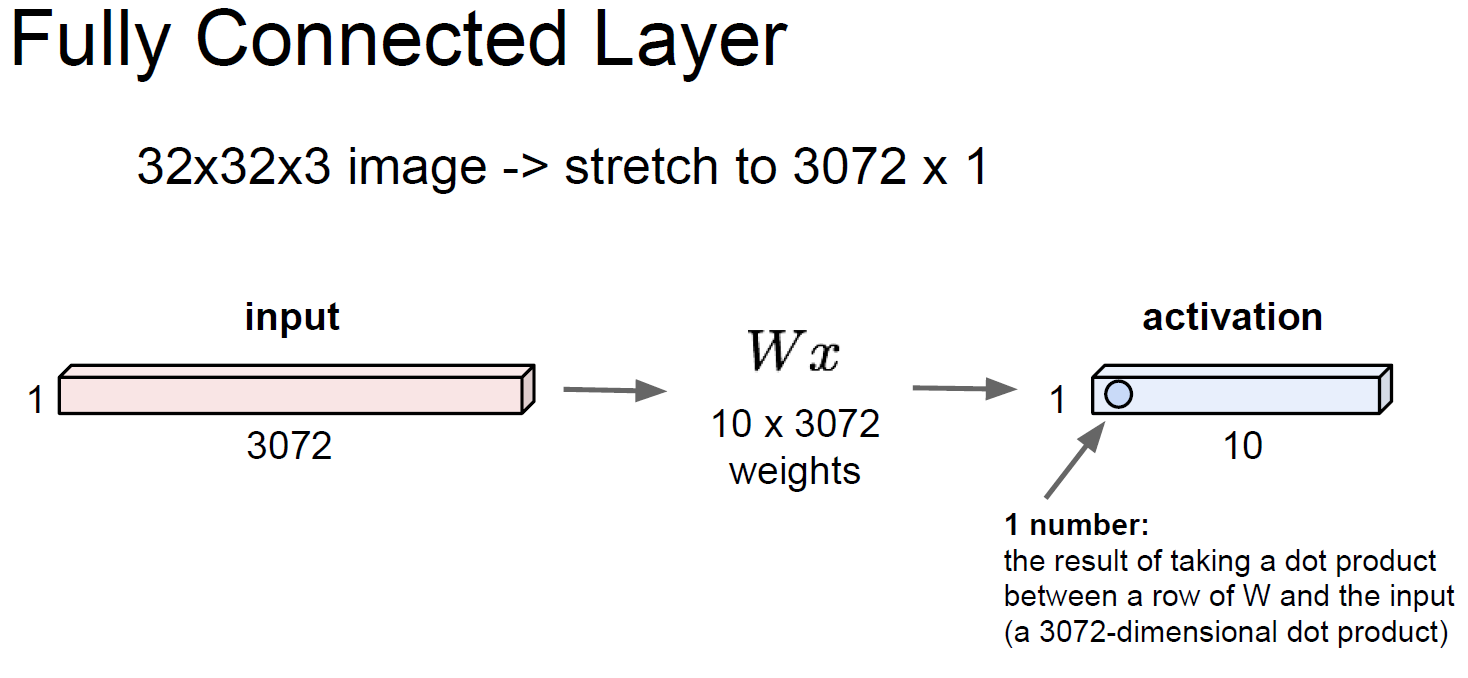 Fully Connected Layer
32x32x3 image -> stretch to 3072 x 1
input
1
3072
Wx
10 x 3072
weights
activation
1
10
1 number:
the result of taking a dot product
between a row of W and the input
(a 3072-dimensional dot product)